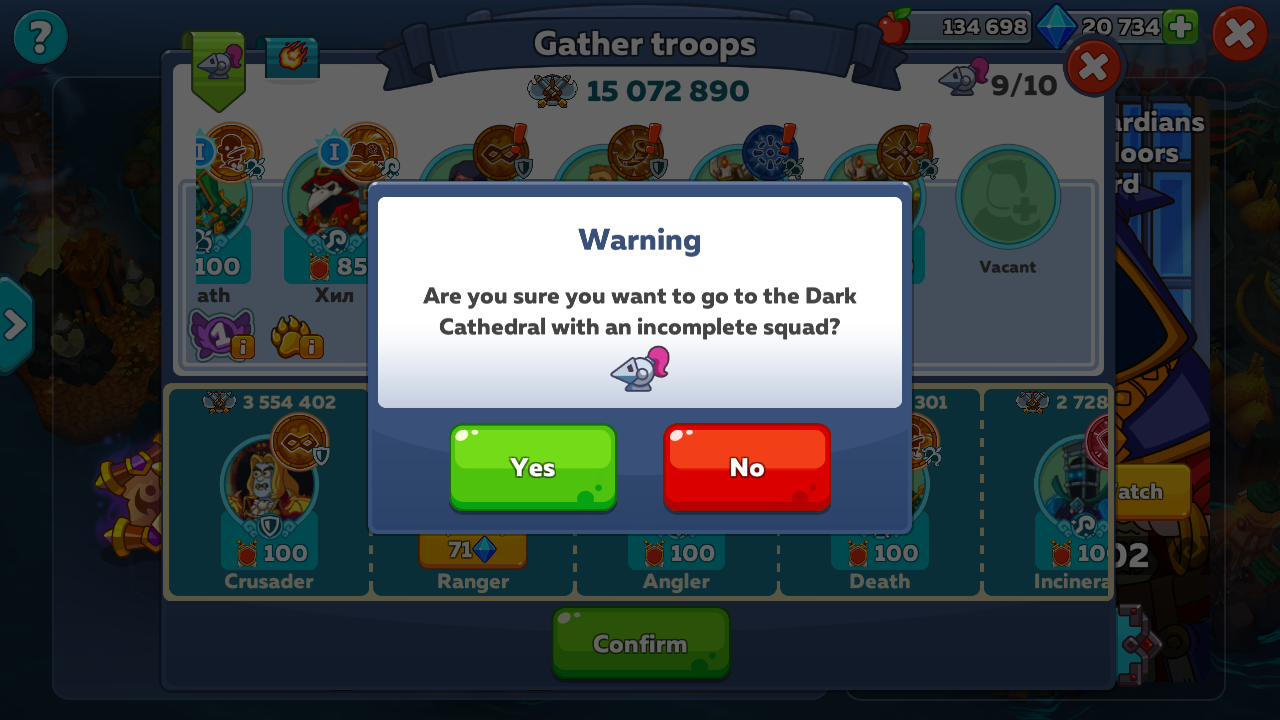 ?
Gather troops
134 698
20 734
15 072 890
9/10
I
I
100
85
ath
Хил
Vacant
1
i
i
Warning
Are you sure you want to go to the Dark
Cathedral with an incomplete squad?
Yes
No
3 554 402
301
2 728
100
71
100
100
10
Crusader
Ranger
Angler
Death
Incinera
Confirm
rdians
loors
rd
atch
02